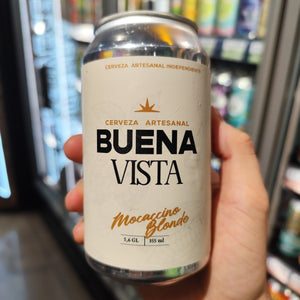 CERVEZA ARTESANAL INDEPENDIENTE
CERVEZA ARTESANAL
BUENA
VISTA
Mocaccino
Blonde
5,6 GL 355 ml